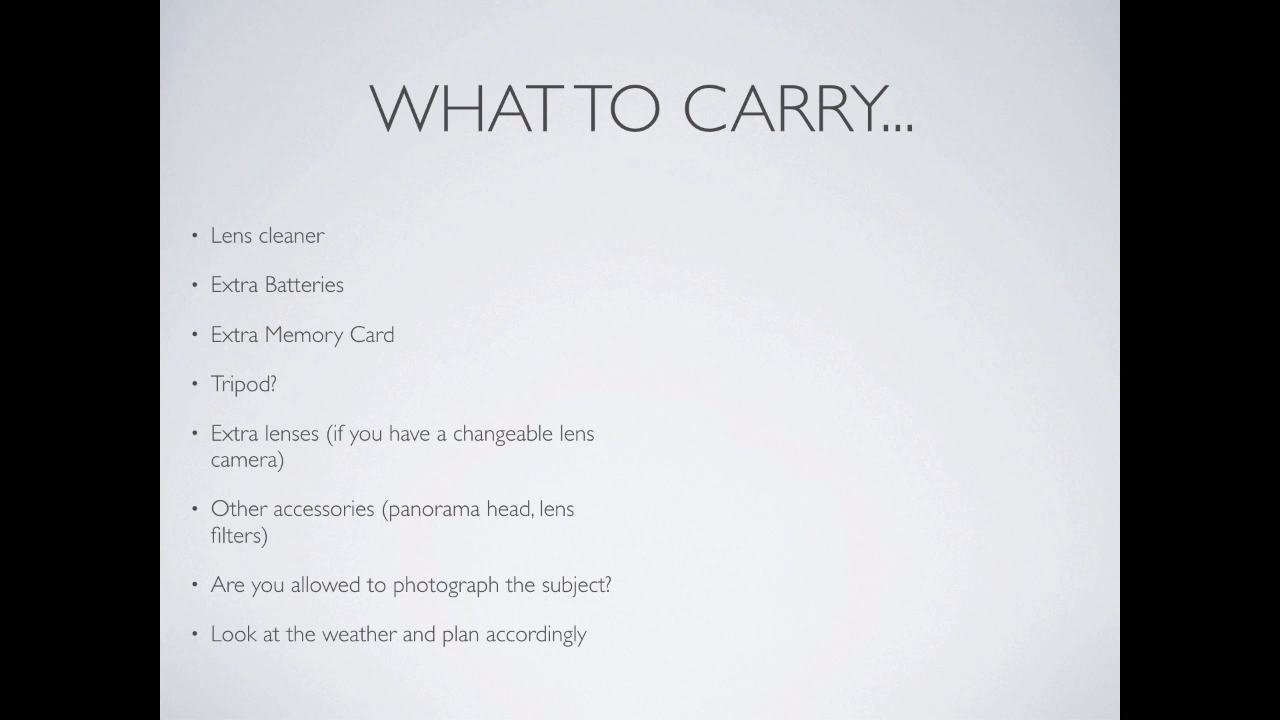 WHAT TO CARRY...
• Lens cleaner
• Extra Batteries
• Extra Memory Card
• Tripod?
• Extra lenses (if you have a changeable lens
camera)
• Other accessories (panorama head, lens
filters)
• Are you allowed to photograph the subject?
• Look at the weather and plan accordingly